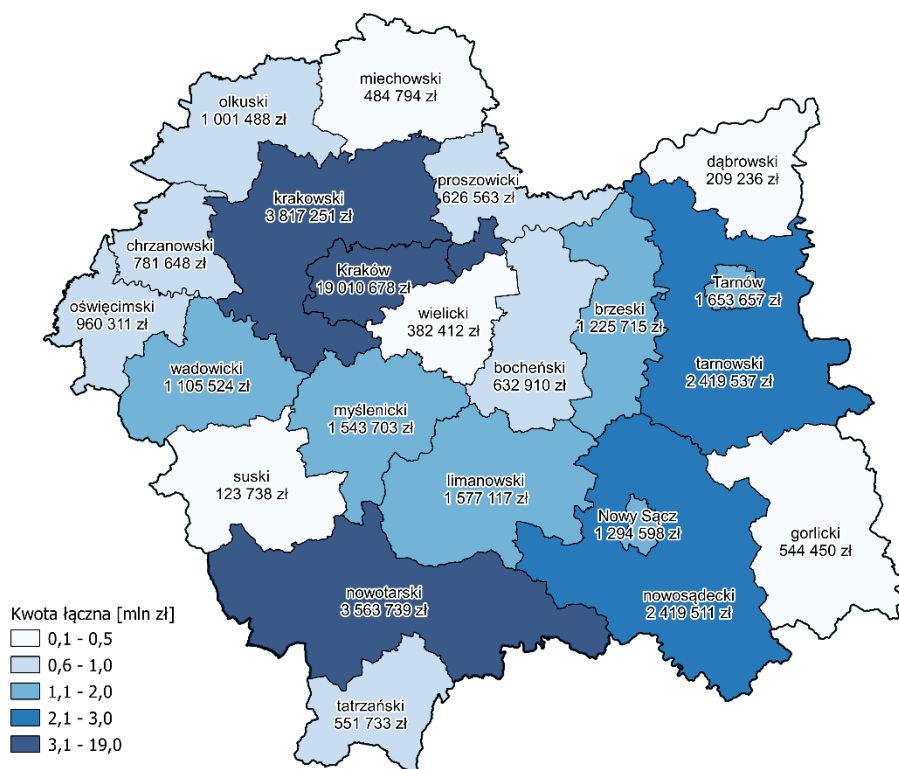 miechowski
484 794 zł
olkuski
1 001 488 zł
dąbrowski
209 236 zł
proszowicki
626 563 zł
krakowski
3 817 251 zł
chrzanowski
781 648 zł
Kraków
19 010 678 zł
Tarnów
1 653 657 zł
oświęcimski
960 311 zł
wielicki
382 412 zł
brzeski
1 225 715 zł
wadowicki
1 105 524 zł
bocheński
632 910 zł
tarnowski
2 419 537 zł
myślenicki
1 543 703 zł
suski
123 738 zł
limanowski
1 577 117 zł
Nowy Sącz
1 294 598 zł
gorlicki
544 450 zł
nowotarski
3 563 739 zł
nowosądecki
2 419 511 zł
tatrzański
551 733 zł
Kwota łączna [mln zł]
0,1 - 0,5
0,6 - 1,0
1,1 - 2,0
2,1 - 3,0
3,1 - 19,0